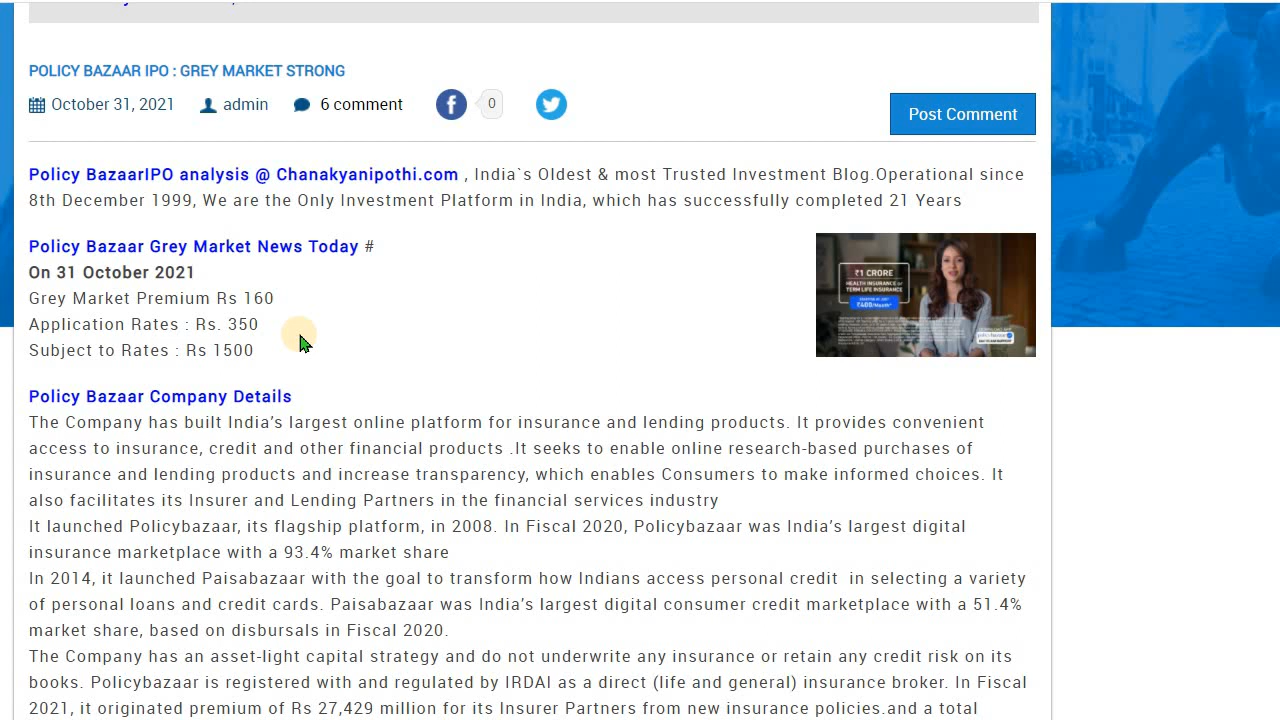 POLICY BAZAAR IPO : GREY MARKET STRONG
October 31, 2021 admin 6 comment 0
Post Comment
Policy BazaarIPO analysis @ Chanakyanipothi.com , India`s Oldest & most Trusted Investment Blog.Operational since
8th December 1999, We are the Only Investment Platform in India, which has successfully completed 21 Years
Policy Bazaar Grey Market News Today #
On 31 October 2021
Grey Market Premium Rs 160
Application Rates : Rs. 350
Subject to Rates : Rs 1500
₹1 CRORE
HEALTH INSURANCE or
TERM LIFE INSURANCE
₹400/Month*
policybazaar
Policy Bazaar Company Details
The Company has built India’s largest online platform for insurance and lending products. It provides convenient
access to insurance, credit and other financial products .It seeks to enable online research-based purchases of
insurance and lending products and increase transparency, which enables Consumers to make informed choices. It
also facilitates its Insurer and Lending Partners in the financial services industry
It launched Policybazaar, its flagship platform, in 2008. In Fiscal 2020, Policybazaar was India’s largest digital
insurance marketplace with a 93.4% market share
In 2014, it launched Paisabazaar with the goal to transform how Indians access personal credit  in selecting a variety
of personal loans and credit cards. Paisabazaar was India’s largest digital consumer credit marketplace with a 51.4%
market share, based on disbursals in Fiscal 2020.
The Company has an asset-light capital strategy and do not underwrite any insurance or retain any credit risk on its
books. Policybazaar is registered with and regulated by IRDAI as a direct (life and general) insurance broker. In Fiscal
2021, it originated premium of Rs 27,429 million for its Insurer Partners from new insurance policies.and a total